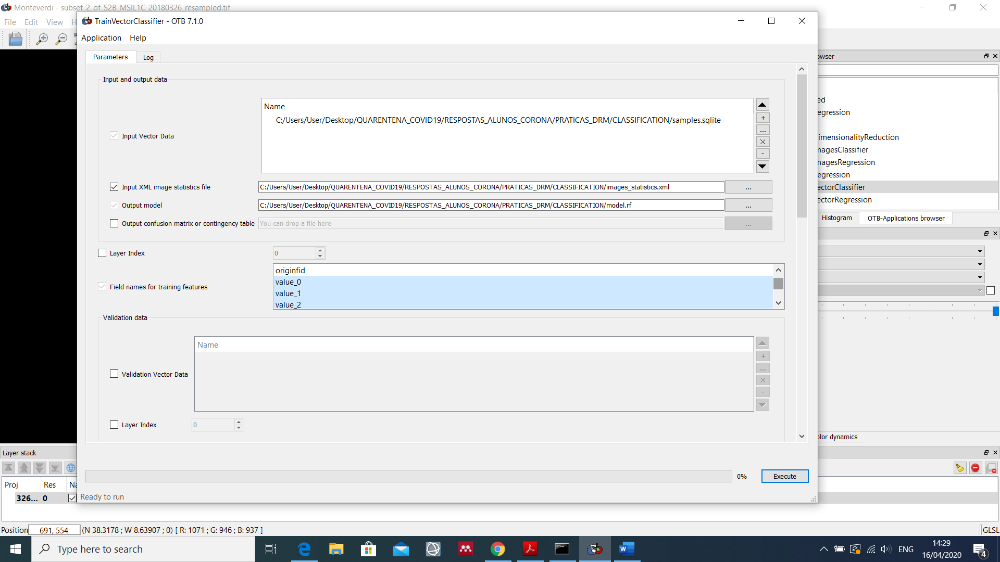 Monteverdi - subset_2_of_S2B_MSIL1C_20180326_resampled.tif
File Edit View H
TrainVectorClassifier - OTB 7.1.0
Application Help
Parameters Log
Input and output data
Name
C:/Users/User/Desktop/QUARENTENA_COVID19/RESPOSTAS_ALUNOS_CORONA/PRATICAS_DRM/CLASSIFICATION/samples.sqlite
+
...
Input Vector Data
-
Input XML image statistics file C:/Users/User/Desktop/QUARENTENA_COVID19/RESPOSTAS_ALUNOS_CORONA/PRATICAS_DRM/CLASSIFICATION/images_statistics.xml ...
Output model C:/Users/User/Desktop/QUARENTENA_COVID19/RESPOSTAS_ALUNOS_CORONA/PRATICAS_DRM/CLASSIFICATION/model.rf ...
Output confusion matrix or contingency table You can drop a file here ...
Layer Index 0
originfid
value_0
Field names for training features
value_1
value_2
Validation data
Name
+
...
Validation Vector Data
-
Layer Index 0
0% Execute
Ready to run
owser
ed
egression
imensionalityReduction
nagesClassifier
nagesRegression
egression
ectorClassifier
ectorRegression
Histogram OTB-Applications browser
olor dynamics
Layer stack
Proj Res Na
326... 0
Position 691, 554 (N 38.3178 ; W 8.63907 ; 0) [ R: 1071 ; G: 946 ; B: 937 ] GLSL
Type here to search
ENG
14:29
16/04/2020
4